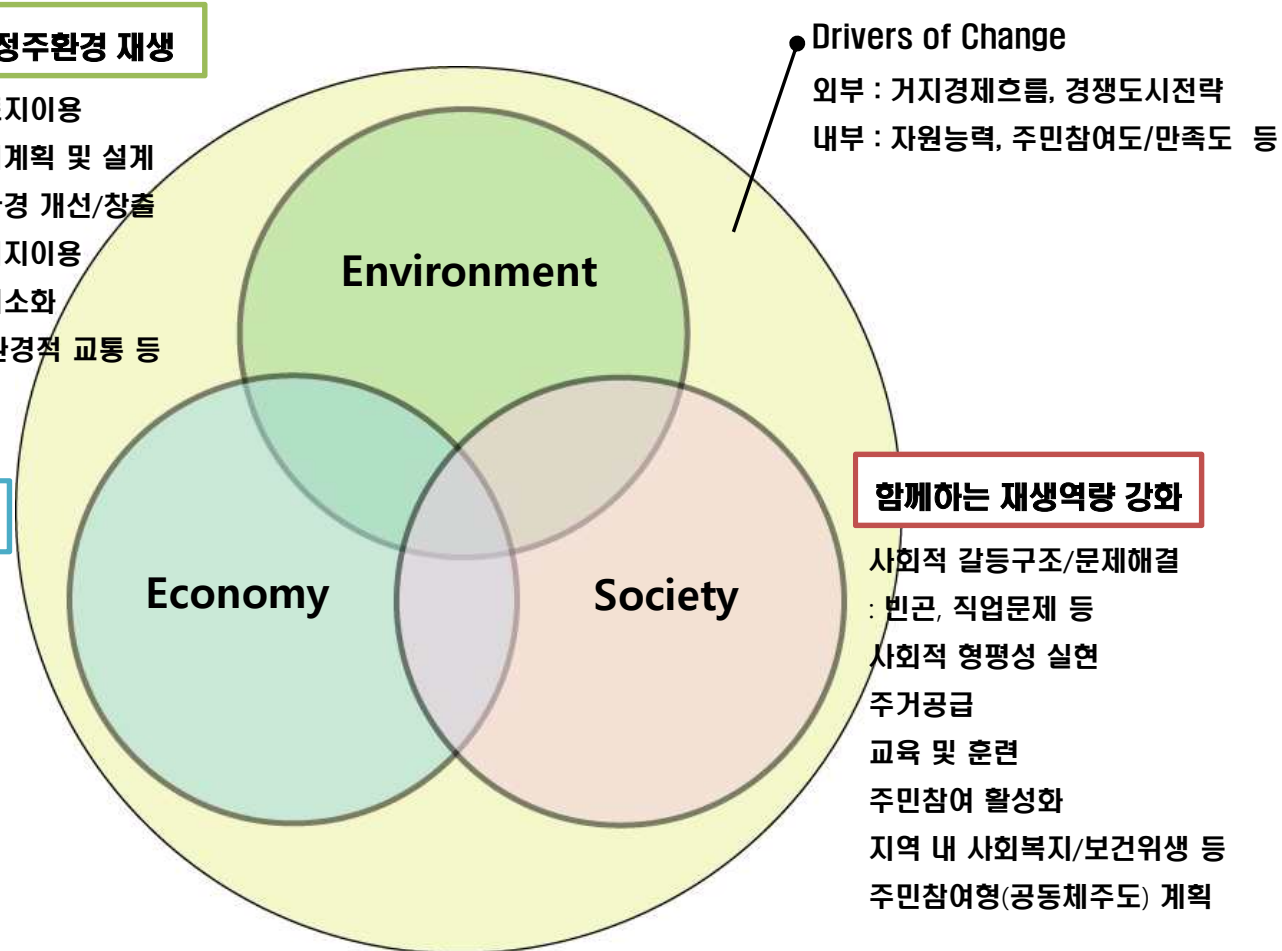 정주환경 재생
지이용
계획 및 설계
경 개선/창출
지이용
소화
환경적 교통 등
Drivers of Change
외부 : 거지경제흐름, 경쟁도시전략
내부 : 자원능력, 주민참여도/만족도 등
Environment
Economy
Society
함께하는 재생역량 강화
사회적 갈등구조/문제해결
: 빈곤, 직업문제 등
사회적 형평성 실현
주거공급
교육 및 훈련
주민참여 활성화
지역 내 사회복지/보건위생 등
주민참여형(공동체주도) 계획